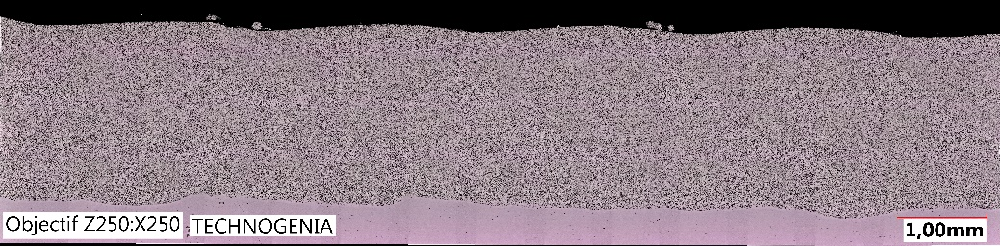 Objectif Z250:X250
TECHNOGENIA
1,00mm